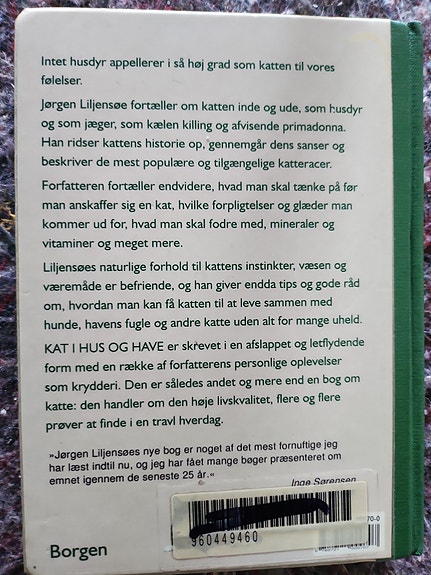 Intet husdyr appellerer i så høj grad som katten til vores
følelser.
Jørgen Liljensøe fortæller om katten inde og ude, som husdyr
og som jæger, som kælen killing og afvisende primadonna.
Han ridser kattens historie op, gennemgår dens sanser og
beskriver de mest populære og tilgængelige katteracer.
Forfatteren fortæller endvidere, hvad man skal tænke på før
man anskaffer sig en kat, hvilke forpligtelser og glæder man
kommer ud for, hvad man skal fodre med, mineraler og
vitaminer og meget mere.
Liljensøes naturlige forhold til kattens instinkter, væsen og
væremåde er befriende, og han giver endda tips og gode råd
om, hvordan man kan få katten til at leve sammen med
hunde, havens fugle og andre katte uden alt for mange uheld.
KAT I HUS OG HAVE er skrevet i en afslappet og letflydende
form med en række af forfatterens personlige oplevelser
som krydderi. Den er således andet og mere end en bog om
katte: den handler om den høje livskvalitet, flere og flere
prøver at finde i en travl hverdag.
»Jørgen Liljensøes nye bog er noget af det mest fornuftige jeg
har læst indtil nu, og jeg har fået mange bøger præsenteret om
emnet igennem de seneste 25 år.«
Inge Sørensen
70-0
960449460
Borgen